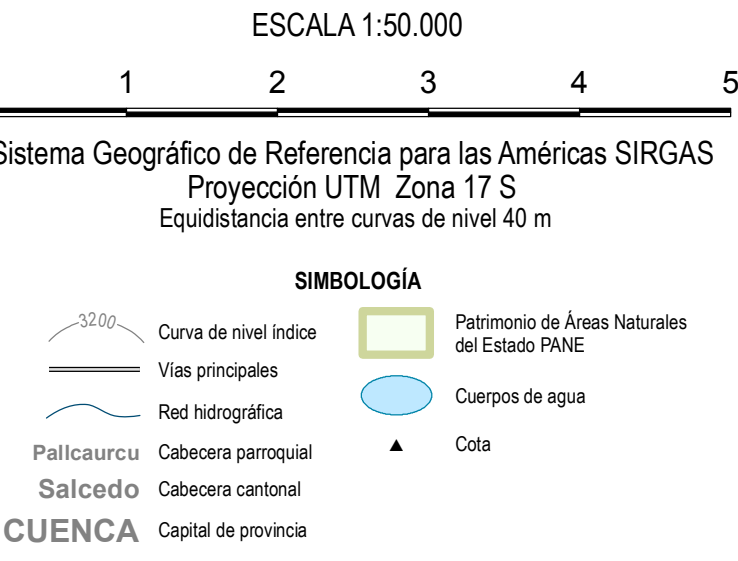 ESCALA 1:50.000
1 2 3 4 5
Sistema Geográfico de Referencia para las Américas SIRGAS
Proyección UTM Zona 17 S
Equidistancia entre curvas de nivel 40 m
SIMBOLOGÍA
3200 Curva de nivel índice
Vías principales
Red hidrográfica
Pallcaurcu Cabecera parroquial
Salcedo Cabecera cantonal
CUENCA Capital de provincia
Patrimonio de Áreas Naturales
del Estado PANE
Cuerpos de agua
Cota